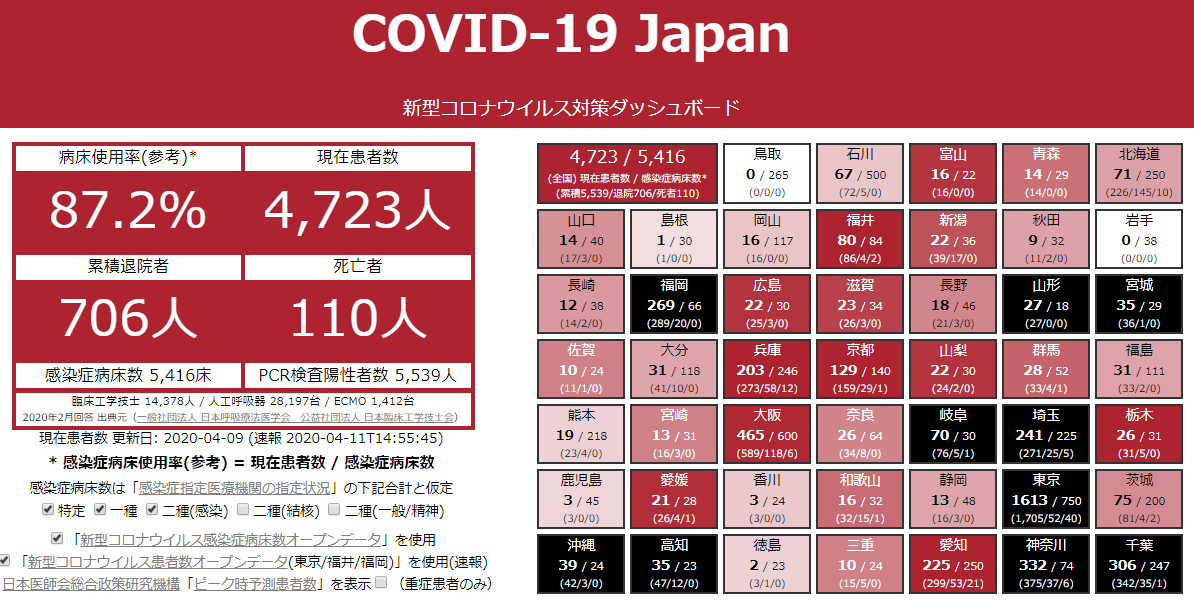 COVID-19 Japan
新型コロナウイルス対策ダッシュボード
病床使用率(参考)*
現在患者数
87.2%
4,723人
累積退院者
死亡者
706人
110人
感染症病床数 5,416床
PCR検査陽性者数 5,539人
臨床工学技士 14,378人 / 人工呼吸器 28,197台 / ECMO 1,412台
2020年2月回答 出典元《一般社団法人 日本呼吸療法医学会　公益社団法人 日本臨床工学技士会》
現在患者数 更新日: 2020-04-09 (速報 2020-04-11T14:55:45)
* 感染症病床使用率(参考) = 現在患者数 / 感染症病床数
感染症病床数は「感染症指定医療機関の指定状況」の下記合計と仮定
特定 一種 二種(感染) 二種(結核) 二種(一般/精神)
「新型コロナウイルス感染症病床数オープンデータ」を使用
「新型コロナウイルス患者数オープンデータ(東京/福井/福岡)」を使用(速報)
日本医師会総合政策研究機構「ピーク時予測患者数」を表示 (重症患者のみ)
4,723 / 5,416
(全国) 現在患者数 / 感染症病床数*
(累積5,539/退院706/死者110)
鳥取
0 / 265
(0/0/0)
石川
67 / 500
(72/5/0)
富山
16 / 22
(16/0/0)
青森
14 / 29
(14/0/0)
北海道
71 / 250
(226/145/10)
山口
14 / 40
(17/3/0)
島根
1 / 30
(1/0/0)
岡山
16 / 117
(16/0/0)
福井
80 / 84
(86/4/2)
新潟
22 / 36
(39/17/0)
秋田
9 / 32
(11/2/0)
岩手
0 / 38
(0/0/0)
長崎
12 / 38
(14/2/0)
福岡
269 / 66
(289/20/0)
広島
22 / 30
(25/3/0)
滋賀
23 / 34
(26/3/0)
長野
18 / 46
(21/3/0)
山形
27 / 18
(27/0/0)
宮城
35 / 29
(36/1/0)
佐賀
10 / 24
(11/1/0)
大分
31 / 118
(41/10/0)
兵庫
203 / 246
(273/58/12)
京都
129 / 140
(159/29/1)
山梨
22 / 30
(24/2/0)
群馬
28 / 52
(33/4/1)
福島
31 / 111
(33/2/0)
熊本
19 / 218
(23/4/0)
宮崎
13 / 31
(16/3/0)
大阪
465 / 600
(589/118/6)
奈良
26 / 64
(34/8/0)
岐阜
70 / 30
(76/5/1)
埼玉
241 / 225
(271/25/5)
栃木
26 / 31
(31/5/0)
鹿児島
3 / 45
(3/0/0)
愛媛
21 / 28
(26/4/1)
香川
3 / 24
(3/0/0)
和歌山
16 / 32
(32/15/1)
静岡
13 / 48
(16/3/0)
東京
1613 / 750
(1,705/52/40)
茨城
75 / 200
(81/4/2)
沖縄
39 / 24
(42/3/0)
高知
35 / 23
(47/12/0)
徳島
2 / 23
(3/1/0)
三重
10 / 24
(15/5/0)
愛知
225 / 250
(299/53/21)
神奈川
332 / 74
(375/37/6)
千葉
306 / 247
(342/35/1)